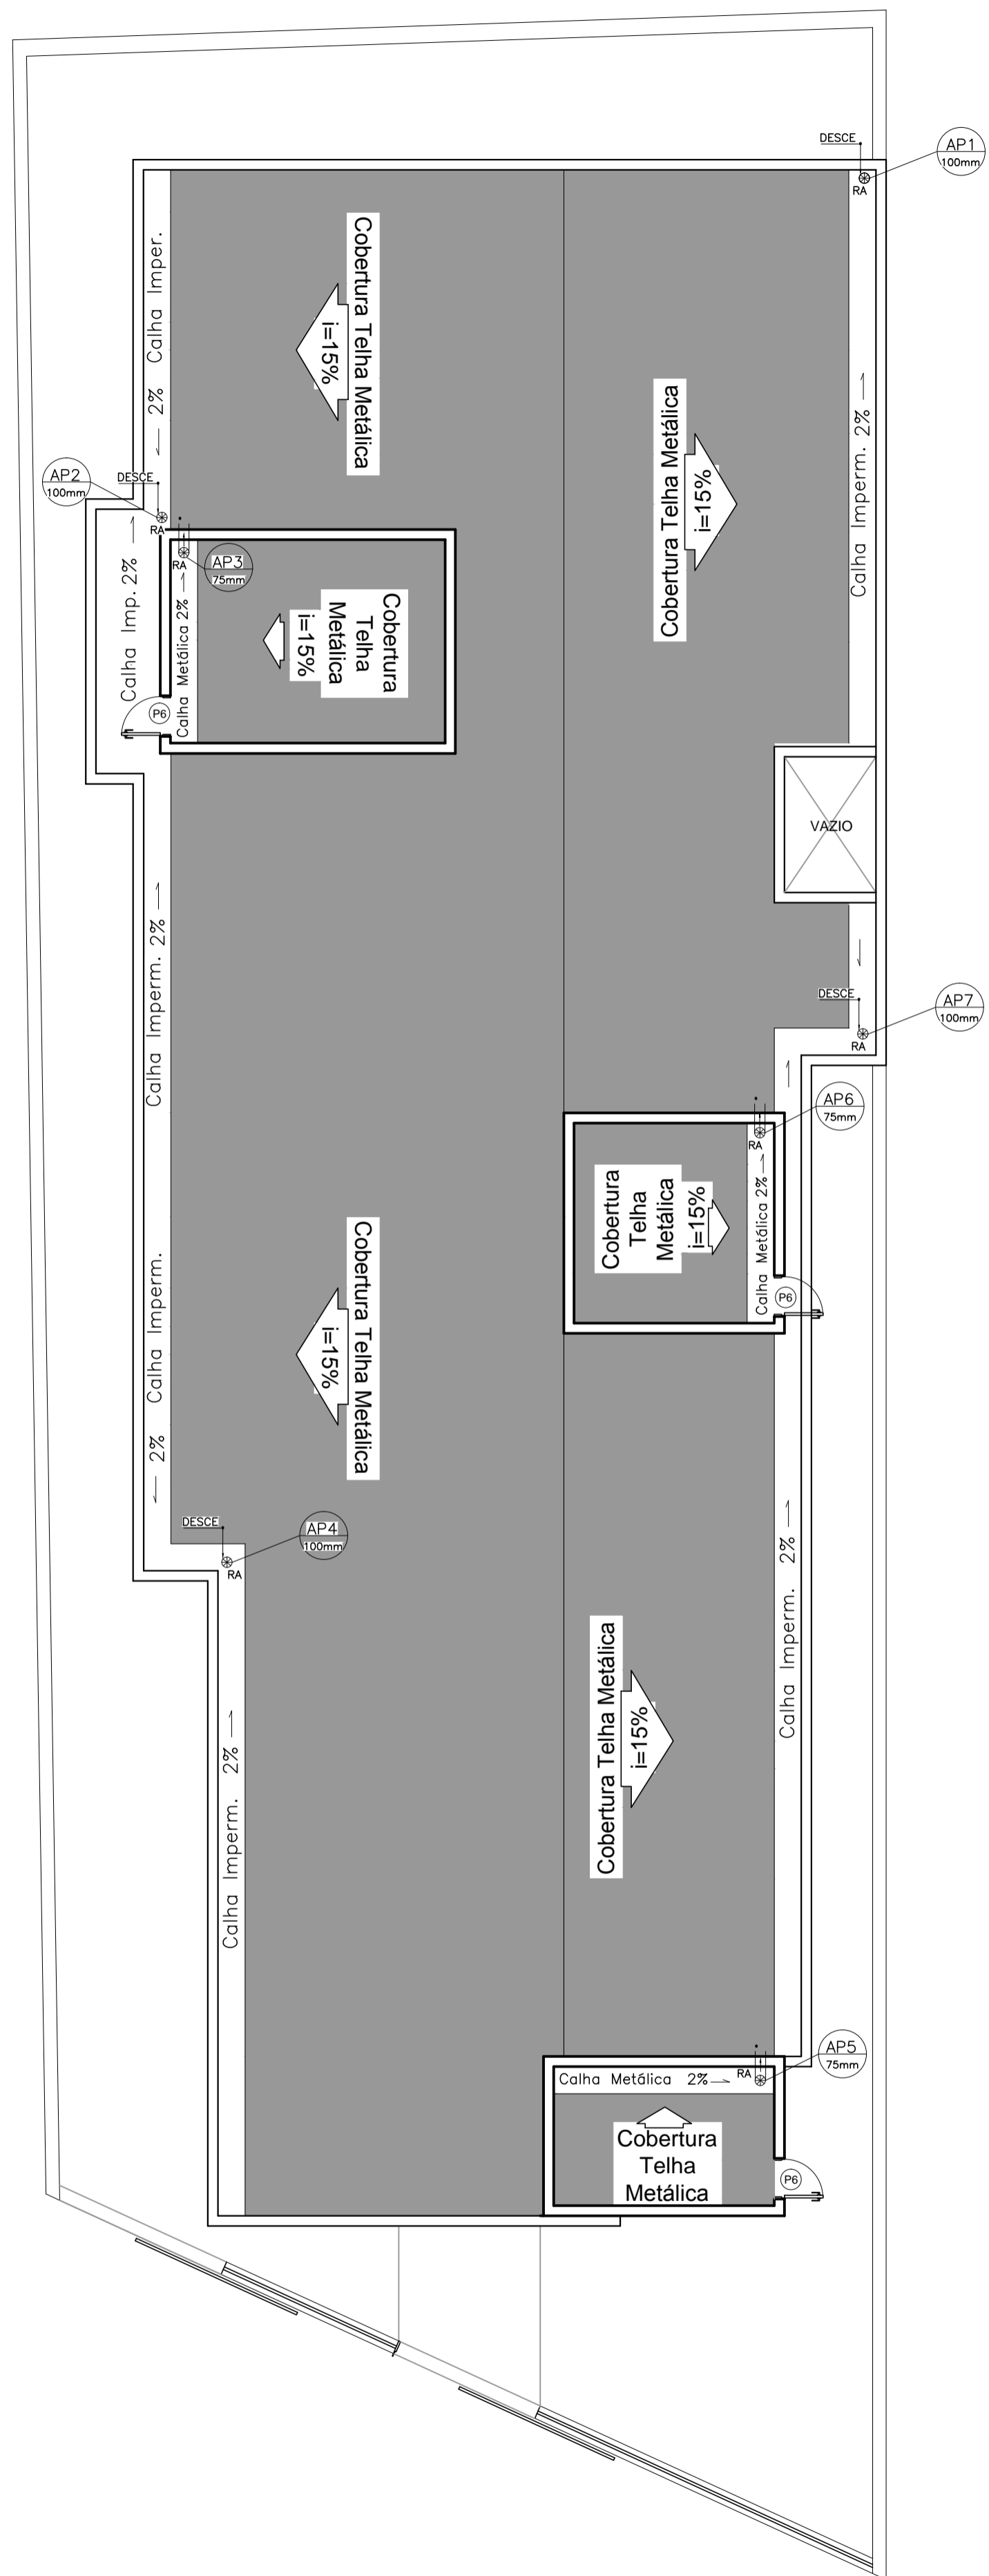 DESCE
AP1
100mm
RA
Calha Imper.
2%
Cobertura Telha Metálica
i=15%
Cobertura Telha Metálica
i=15%
Calha Imperm. 2%
AP2
100mm
DESCE
RA
Calha Imp. 2%
RA
AP3
75mm
Calha Metálica 2%
P6
Cobertura
Telha
Metálica
i=15%
VAZIO
Calha Imperm. 2%
DESCE
AP7
100mm
RA
AP6
75mm
RA
Cobertura
Telha
Metálica
i=15%
Calha Metálica 2%
P6
Calha Imperm.
2%
Cobertura Telha Metálica
i=15%
DESCE
AP4
100mm
RA
Calha Imperm. 2%
Calha Imperm. 2%
Cobertura Telha Metálica
i=15%
AP5
75mm
RA
Calha Metálica 2%
Cobertura
Telha
Metálica
P6